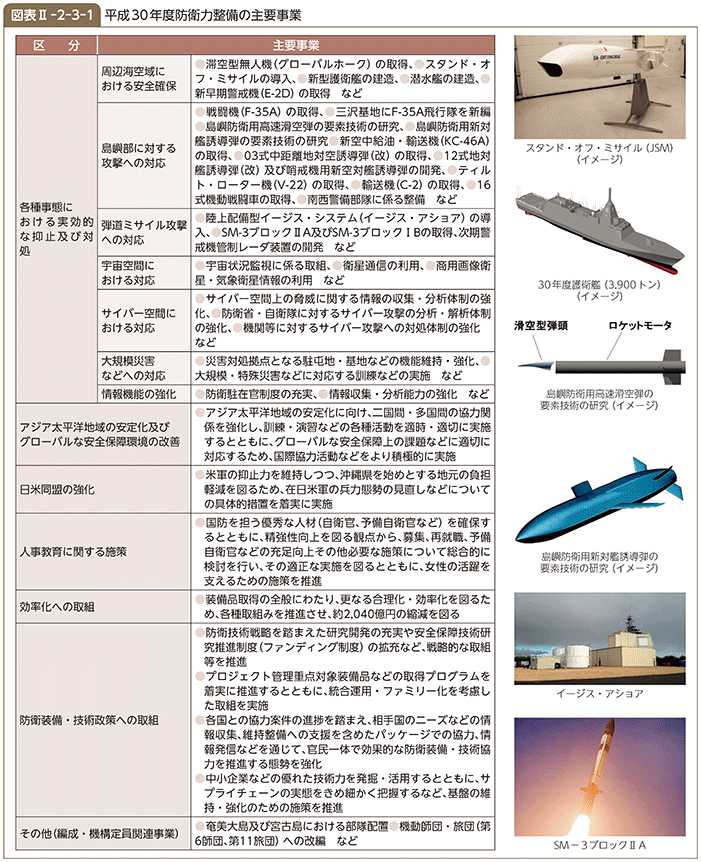 図表Ⅱ-2-3-1 平成30年度防衛力整備の主要事業
区 分
主要事業
各種事態に
おける実効的
な抑止及び対
処
周辺海空域に
おける安全確保
●滞空型無人機(グローバルホーク)の取得、●スタンド・オ
フ・ミサイルの導入、●新型護衛艦の建造、●潜水艦の建造、●
新早期警戒機(E-2D)の取得 など
島嶼部に対する
攻撃への対応
●戦闘機(F-35A)の取得、●三沢基地にF-35A飛行隊を新編
●島嶼防衛用高速滑空弾の要素技術の研究、●島嶼防衛用新対
艦誘導弾の要素技術の研究●新空中給油・輸送機(KC-46A)
の取得、●03式中距離地対空誘導弾(改)の取得、●12式地対
艦誘導弾(改)及び哨戒機用新空対艦誘導弾の開発、●ティル
ト・ローター機(V-22)の取得、●輸送機(C-2)の取得、●16
式機動戦闘車の取得、●南西警備部隊に係る整備 など
弾道ミサイル攻撃
への対応
●陸上配備型イージス・システム(イージス・アショア)の導
入、●SM-3ブロックⅡA及びSM-3ブロックⅠBの取得、次期警
戒機管制レーダ装置の開発 など
宇宙空間に
おける対応
●宇宙状況監視に係る取組、●衛星通信の利用、●商用画像衛
星・気象衛星情報の利用 など
サイバー空間に
おける対応
●サイバー空間上の脅威に関する情報の収集・分析体制の強
化、●防衛省・自衛隊に対するサイバー攻撃の分析・解析体制
の強化、●機関等に対するサイバー攻撃への対処体制の強化
など
大規模災害
などへの対応
●災害対処拠点となる駐屯地・基地などの機能維持・強化、●
大規模・特殊災害などに対応する訓練などの実施 など
情報機能の強化
●防衛駐在官制度の充実、●情報収集・分析能力の強化 など
アジア太平洋地域の安定化及び
グローバルな安全保障環境の改善
●アジア太平洋地域の安定化に向け、二国間・多国間の協力関
係を強化し、訓練・演習などの各種活動を適時・適切に実施
するとともに、グローバルな安全保障上の課題などに適切に
対応するため、国際協力活動などをより積極的に実施
日米同盟の強化
●米軍の抑止力を維持しつつ、沖縄県を始めとする地元の負担
軽減を図るため、在日米軍の兵力態勢の見直しなどについて
の具体的措置を着実に実施
人事教育に関する施策
●国防を担う優秀な人材(自衛官、予備自衛官など)を確保す
るとともに、精強性向上を図る観点から、募集、再就職、予備
自衛官などの充足向上その他必要な施策について総合的に
検討を行い、その適正な実施を図るとともに、女性の活躍を
支えるための施策を推進
効率化への取組
●装備品取得の全般にわたり、更なる合理化・効率化を図るた
め、各種取組みを推進させ、約2,040億円の縮減を図る
防衛装備・技術政策への取組
●防衛技術戦略を踏まえた研究開発の充実や安全保障技術研
究推進制度(ファンディング制度)の拡充など、戦略的な取組
等を推進
●プロジェクト管理重点対象装備品などの取得プログラムを
着実に推進するとともに、統合運用・ファミリー化を考慮し
た取組を実施
●各国との協力案件の進捗を踏まえ、相手国のニーズなどの情
報収集、維持整備への支援を含めたパッケージでの協力、情
報発信などを通じて、官民一体で効果的な防衛装備・技術協
力を推進する態勢を強化
●中小企業などの優れた技術力を発掘・活用するとともに、サ
プライチェーンの実態をきめ細かく把握するなど、基盤の維
持・強化のための施策を推進
その他(編成・機構定員関連事業)
●奄美大島及び宮古島における部隊配置●機動師団・旅団(第
6師団、第11旅団)への改編 など
スタンド・オフ・ミサイル(JSM)
(イメージ)
30年度護衛艦(3,900トン)
(イメージ)
滑空型弾頭
ロケットモータ
島嶼防衛用高速滑空弾の
要素技術の研究(イメージ)
島嶼防衛用新対艦誘導弾の
要素技術の研究(イメージ)
イージス・アショア
SM-3ブロックⅡA